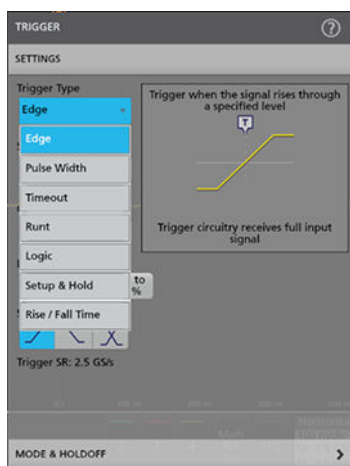 TRIGGER
?
SETTINGS
Trigger Type
Edge
Edge
Pulse Width
Timeout
Runt
Logic
Setup & Hold
Rise / Fall Time
Trigger when the signal rises through
a specified level
T
Trigger circuitry receives full input
signal
to
%
Trigger SR: 2.5 GS/s
Math
MODE & HOLDOFF